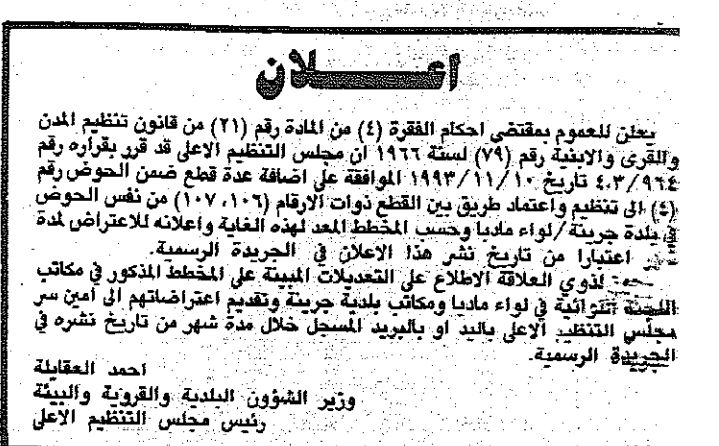 اعـــــلان
يعلن للعموم بمقتضى احكام الفقرة (٤) من المادة رقم (٢١) من قانون تنظيم المدن
والقرى والابنية رقم (٧٩) لسنة ١٩٦٦ ان مجلس التنظيم الاعلى قد قرر بقراره رقم
٤٠٣/٩٦٤ تاريخ ١٩٩٣/١١/١٠ الموافقة على اضافة عدة قطع ضمن الحوض رقم
(٤) الى تنظيم واعتماد طريق بين القطع ذوات الارقام (١٠٧،١٠٦) من نفس الحوض
في بلدة جرينة/لواء مادبا وحسب المخطط المعد لهذه الغاية واعلانه للاعتراض لمدة
اعتبارا من تاريخ نشر هذا الاعلان في الجريدة الرسمية.
لذوي العلاقة الاطلاع على التعديلات المبينة على المخطط المذكور في مكاتب
اللجنة اللوائية في لواء مادبا ومكاتب بلدية جرينة وتقديم اعتراضاتهم الى امين سر
مجلس التنظيم الاعلى باليد او بالبريد المسجل خلال مدة شهر من تاريخ نشره في
الجريدة الرسمية.
احمد العقايلة
وزير الشؤون البلدية والقروية والبيئة
رئيس مجلس التنظيم الاعلى